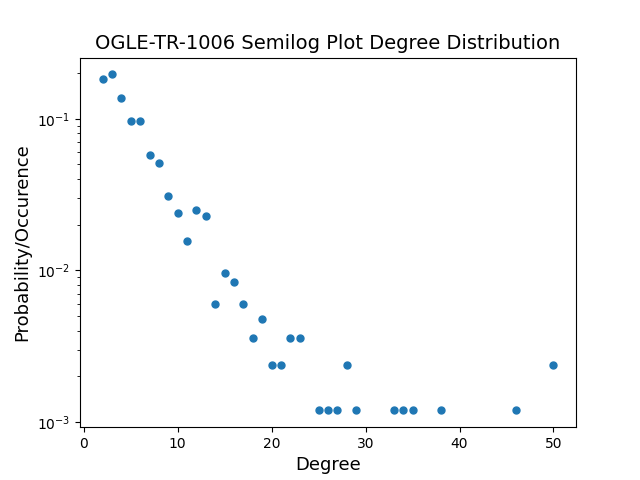 OGLE-TR-1006 Semilog Plot Degree Distribution
Probability/Occurence
10⁻¹
10⁻²
10⁻³
0 10 20 30 40 50
Degree